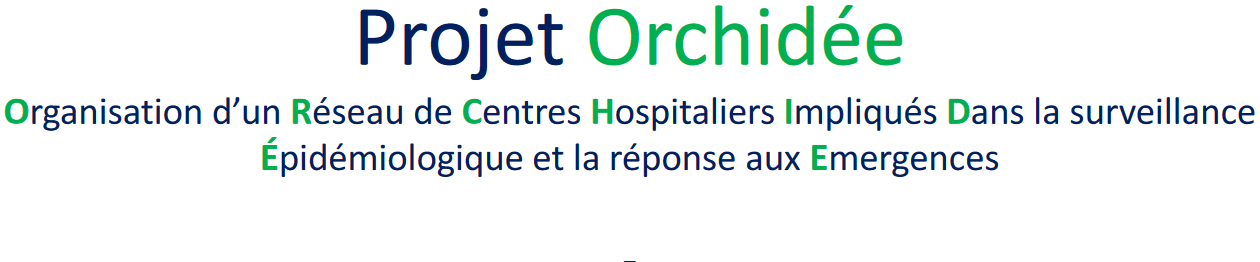 Projet Orchidée
Organisation d’un Réseau de Centres Hospitaliers Impliqués Dans la surveillance
Épidémiologique et la réponse aux Emergences